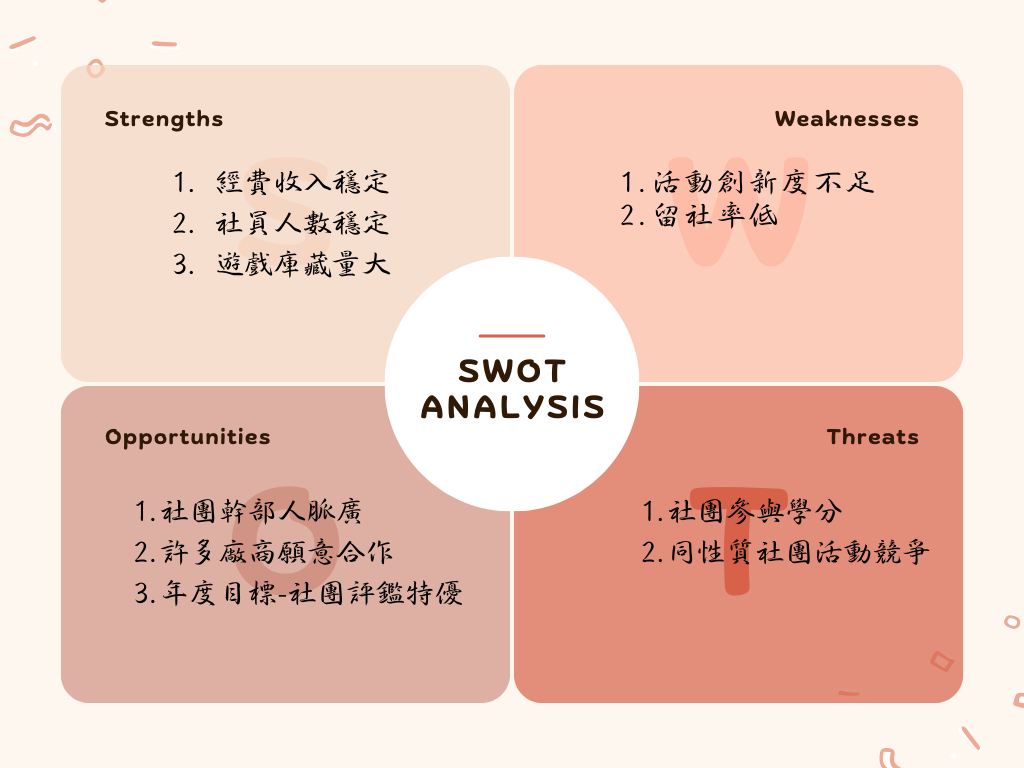 Strengths
1. 經費收入穩定
2. 社員人數穩定
3. 遊戲庫藏量大
Weaknesses
1.活動創新度不足
2.留社率低
SWOT
ANALYSIS
Opportunities
1.社團幹部人脈廣
2.許多廠高願意合作
3.年度目標-社團評鑑特優
Threats
1.社團參與學分
2.同性質社團活動競爭
S
W
O
T